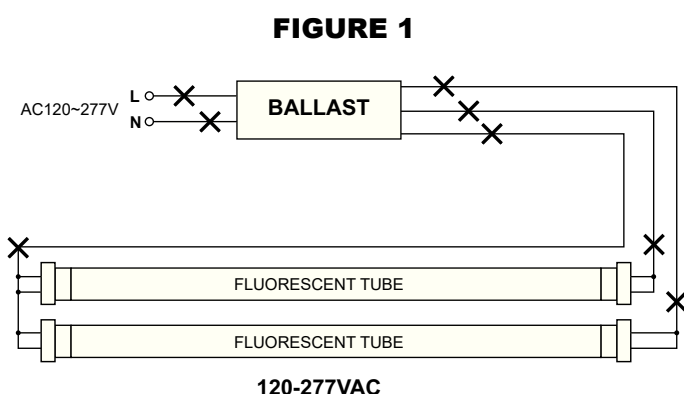 FIGURE 1
L
AC120~277V
N
BALLAST
FLUORESCENT TUBE
FLUORESCENT TUBE
120-277VAC